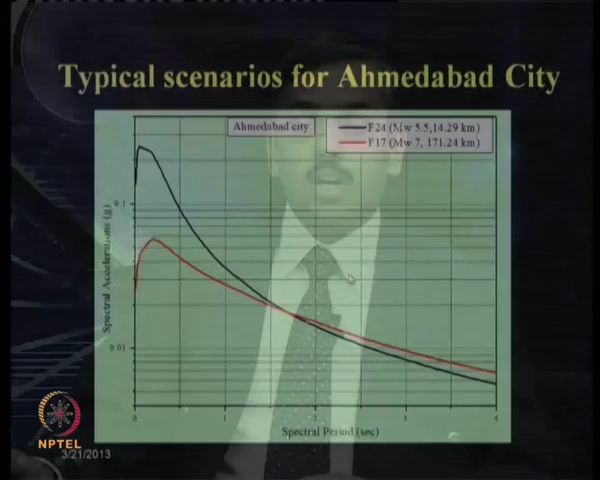 Typical scenarios for Ahmedabad City
Ahmedabad city
F24 (Mw 5.5,14.29 km)
F17 (Mw 7, 171.24 km)
Spectral Accelerations (g)
0.1
0.01
0 1 2 3 4
Spectral Period (sec)
NPTEL
3/21/2013